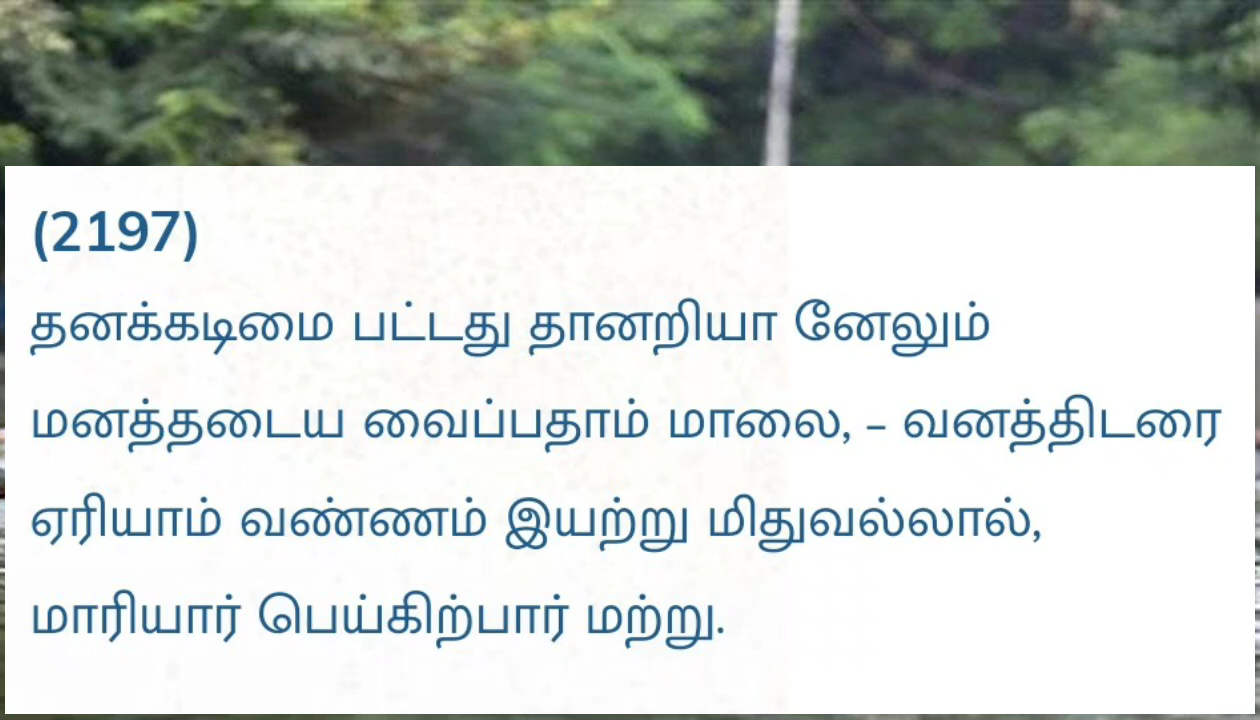 (2197)
தனக்கடிமை பட்டது தானறியா னேலும்
மனத்தடைய வைப்பதாம் மாலை, – வனத்திடரை
ஏரியாம் வண்ணம் இயற்று மிதுவல்லால்,
மாரியார் பெய்கிற்பார் மற்று.